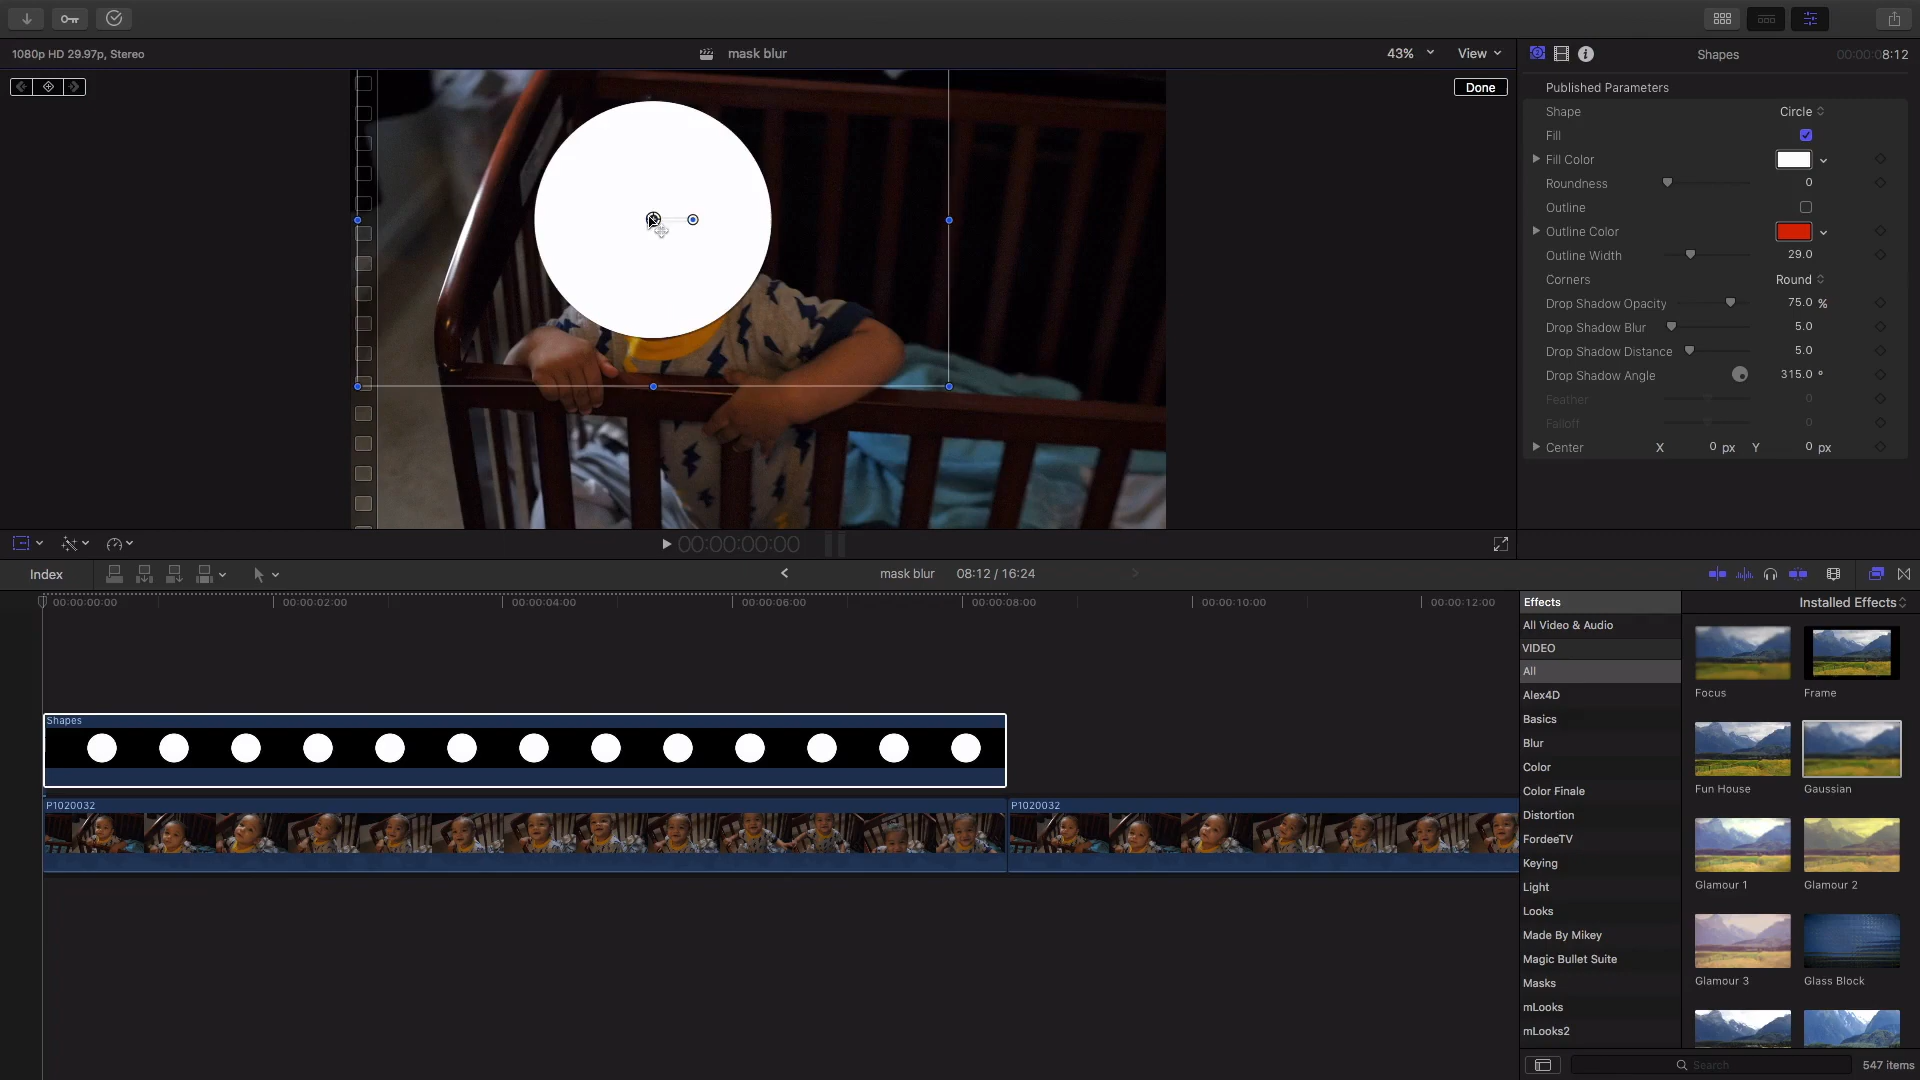 1080p HD 29.97p, Stereo
mask blur
43%
View
Shapes
00:00:08:12
Done
Published Parameters
Shape
Circle
Fill
Fill Color
Roundness
0
Outline
Outline Color
Outline Width
29.0
Corners
Round
Drop Shadow Opacity
75.0 %
Drop Shadow Blur
5.0
Drop Shadow Distance
5.0
Drop Shadow Angle
315.0 °
Feather
0
Falloff
0
Center
X 0 px Y 0 px
00:00:00:00
Index
mask blur
08:12 / 16:24
00:00:00:00
00:00:02:00
00:00:04:00
00:00:06:00
00:00:08:00
00:00:10:00
00:00:12:00
Shapes
P1020032
P1020032
Effects
Installed Effects
All Video & Audio
VIDEO
All
Alex4D
Basics
Blur
Color
Color Finale
Distortion
FordeeTV
Keying
Light
Looks
Made By Mikey
Magic Bullet Suite
Masks
mLooks
mLooks2
Focus
Frame
Fun House
Gaussian
Glamour 1
Glamour 2
Glamour 3
Glass Block
Search
547 items